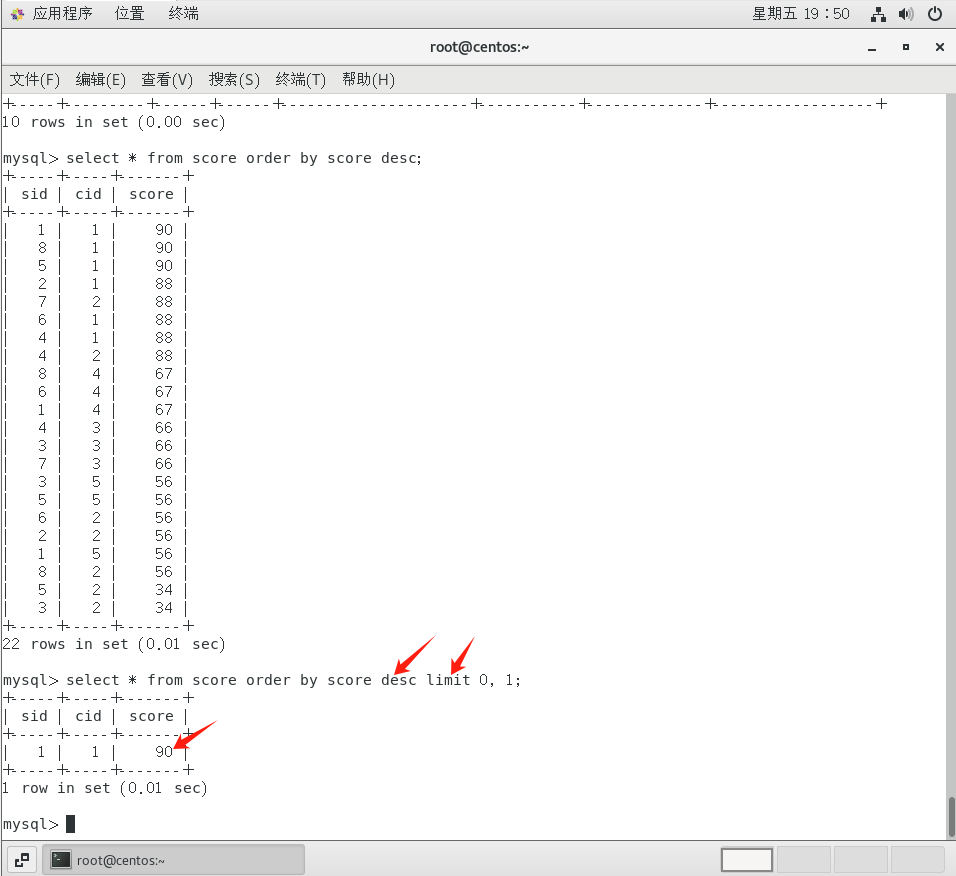 应用程序 位置 终端 星期五 19：50
root@centos:~
文件(F) 编辑(E) 查看(V) 搜索(S) 终端(T) 帮助(H)
+-----+---------+------+-----+---------------------+-----------+------------+-----------------+
10 rows in set (0.00 sec)
mysql> select * from score order by score desc;
+-----+-----+-------+
| sid | cid | score |
+-----+-----+-------+
|   1 |   1 |    90 |
|   8 |   1 |    90 |
|   5 |   1 |    90 |
|   2 |   1 |    88 |
|   7 |   2 |    88 |
|   6 |   1 |    88 |
|   4 |   1 |    88 |
|   4 |   2 |    88 |
|   8 |   4 |    67 |
|   6 |   4 |    67 |
|   1 |   4 |    67 |
|   4 |   3 |    66 |
|   3 |   3 |    66 |
|   7 |   3 |    66 |
|   3 |   5 |    56 |
|   5 |   5 |    56 |
|   6 |   2 |    56 |
|   2 |   2 |    56 |
|   1 |   5 |    56 |
|   8 |   2 |    56 |
|   5 |   2 |    34 |
|   3 |   2 |    34 |
+-----+-----+-------+
22 rows in set (0.01 sec)
mysql> select * from score order by score desc limit 0, 1;
+-----+-----+-------+
| sid | cid | score |
+-----+-----+-------+
|   1 |   1 |    90 |
+-----+-----+-------+
1 row in set (0.01 sec)
mysql>
root@centos:~